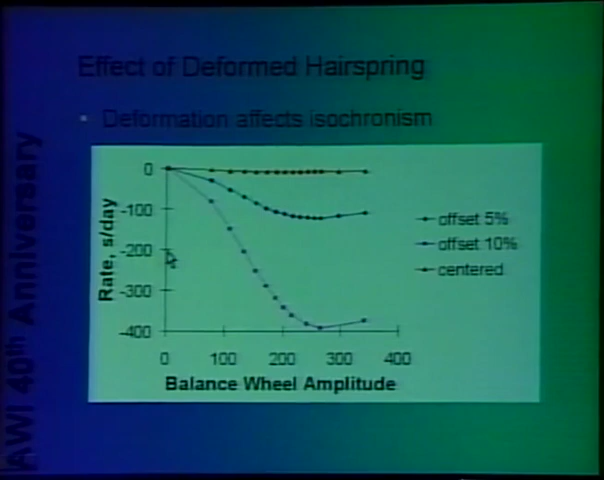 Effect of Deformed Hairspring
• Deformation affects isochronism
AWI 40th Anniversary
Rate, s/day
0
-100
-200
-300
-400
0 100 200 300 400
Balance Wheel Amplitude
offset 5%
offset 10%
centered